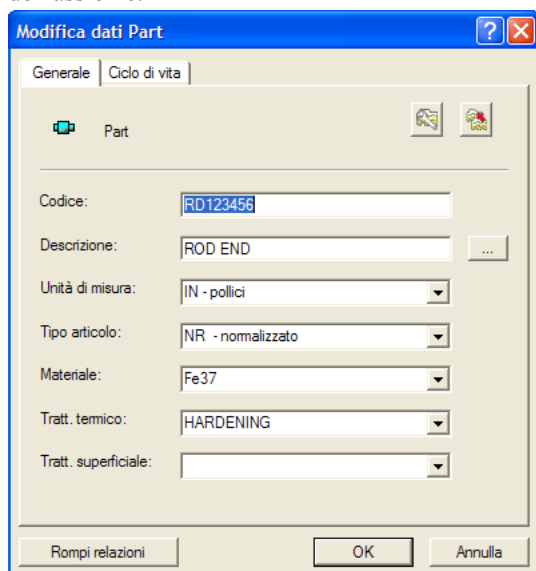 Modifica dati Part
Generale Ciclo di vita
Part
Codice: RD123456
Descrizione: ROD END ...
Unità di misura: IN - pollici
Tipo articolo: NR - normalizzato
Materiale: Fe37
Tratt. termico: HARDENING
Tratt. superficiale:
Rompi relazioni OK Annulla